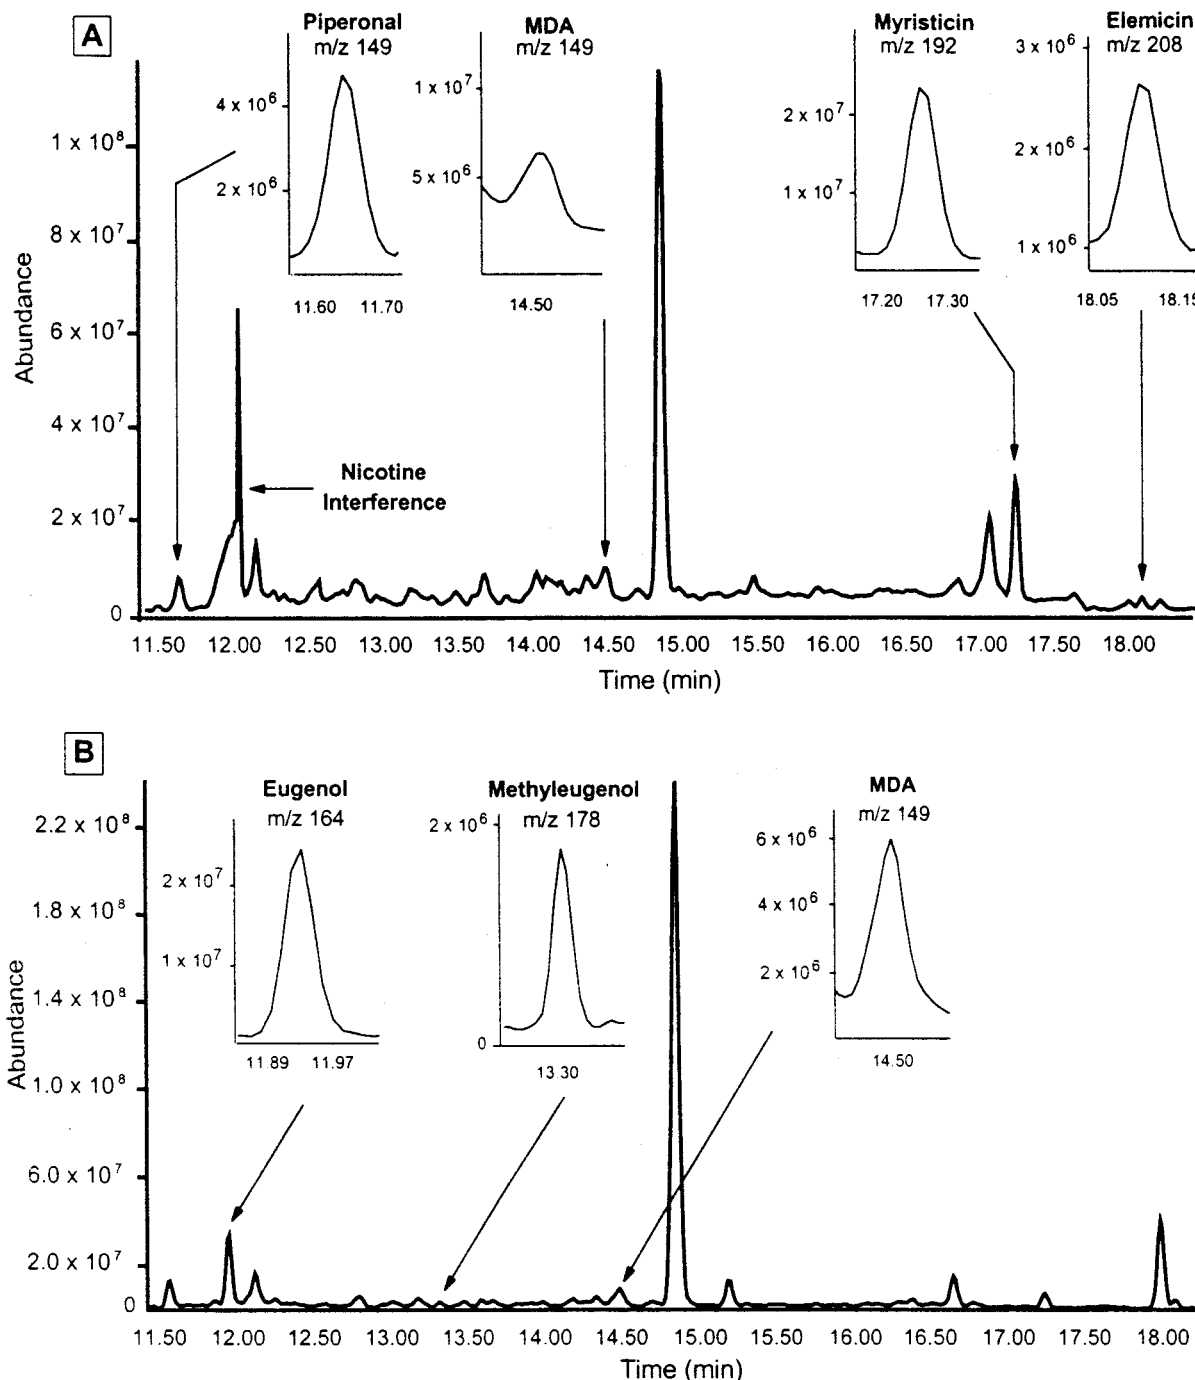 A
Piperonal
m/z 149
4 x 10⁶
2 x 10⁶
11.60 11.70
MDA
m/z 149
1 x 10⁷
5 x 10⁶
14.50
Myristicin
m/z 192
2 x 10⁷
1 x 10⁷
17.20 17.30
Elemicin
m/z 208
3 x 10⁶
2 x 10⁶
1 x 10⁶
18.05 18.15
Abundance
1 x 10⁸
8 x 10⁷
6 x 10⁷
4 x 10⁷
2 x 10⁷
0
Nicotine
Interference
11.50 12.00 12.50 13.00 13.50 14.00 14.50 15.00 15.50 16.00 16.50 17.00 17.50 18.00
Time (min)
B
Eugenol
m/z 164
2 x 10⁷
1 x 10⁷
11.89 11.97
Methyleugenol
m/z 178
2 x 10⁶
0
13.30
MDA
m/z 149
6 x 10⁶
4 x 10⁶
2 x 10⁶
14.50
Abundance
2.2 x 10⁸
1.8 x 10⁸
1.4 x 10⁸
1.0 x 10⁸
6.0 x 10⁷
2.0 x 10⁷
0
11.50 12.00 12.50 13.00 13.50 14.00 14.50 15.00 15.50 16.00 16.50 17.00 17.50 18.00
Time (min)